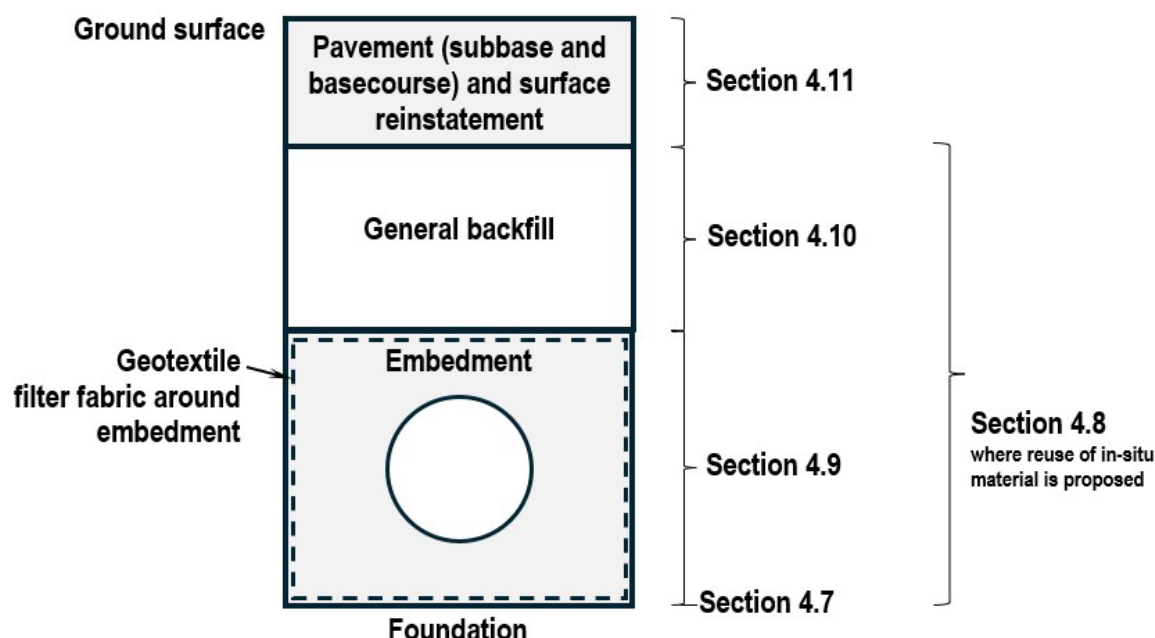 Ground surface
Pavement (subbase and
basecourse) and surface
reinstatement
Section 4.11
General backfill
Section 4.10
Geotextile
filter fabric around
embedment
Embedment
Section 4.9
Section 4.8
where reuse of in-situ
material is proposed
Section 4.7
Foundation